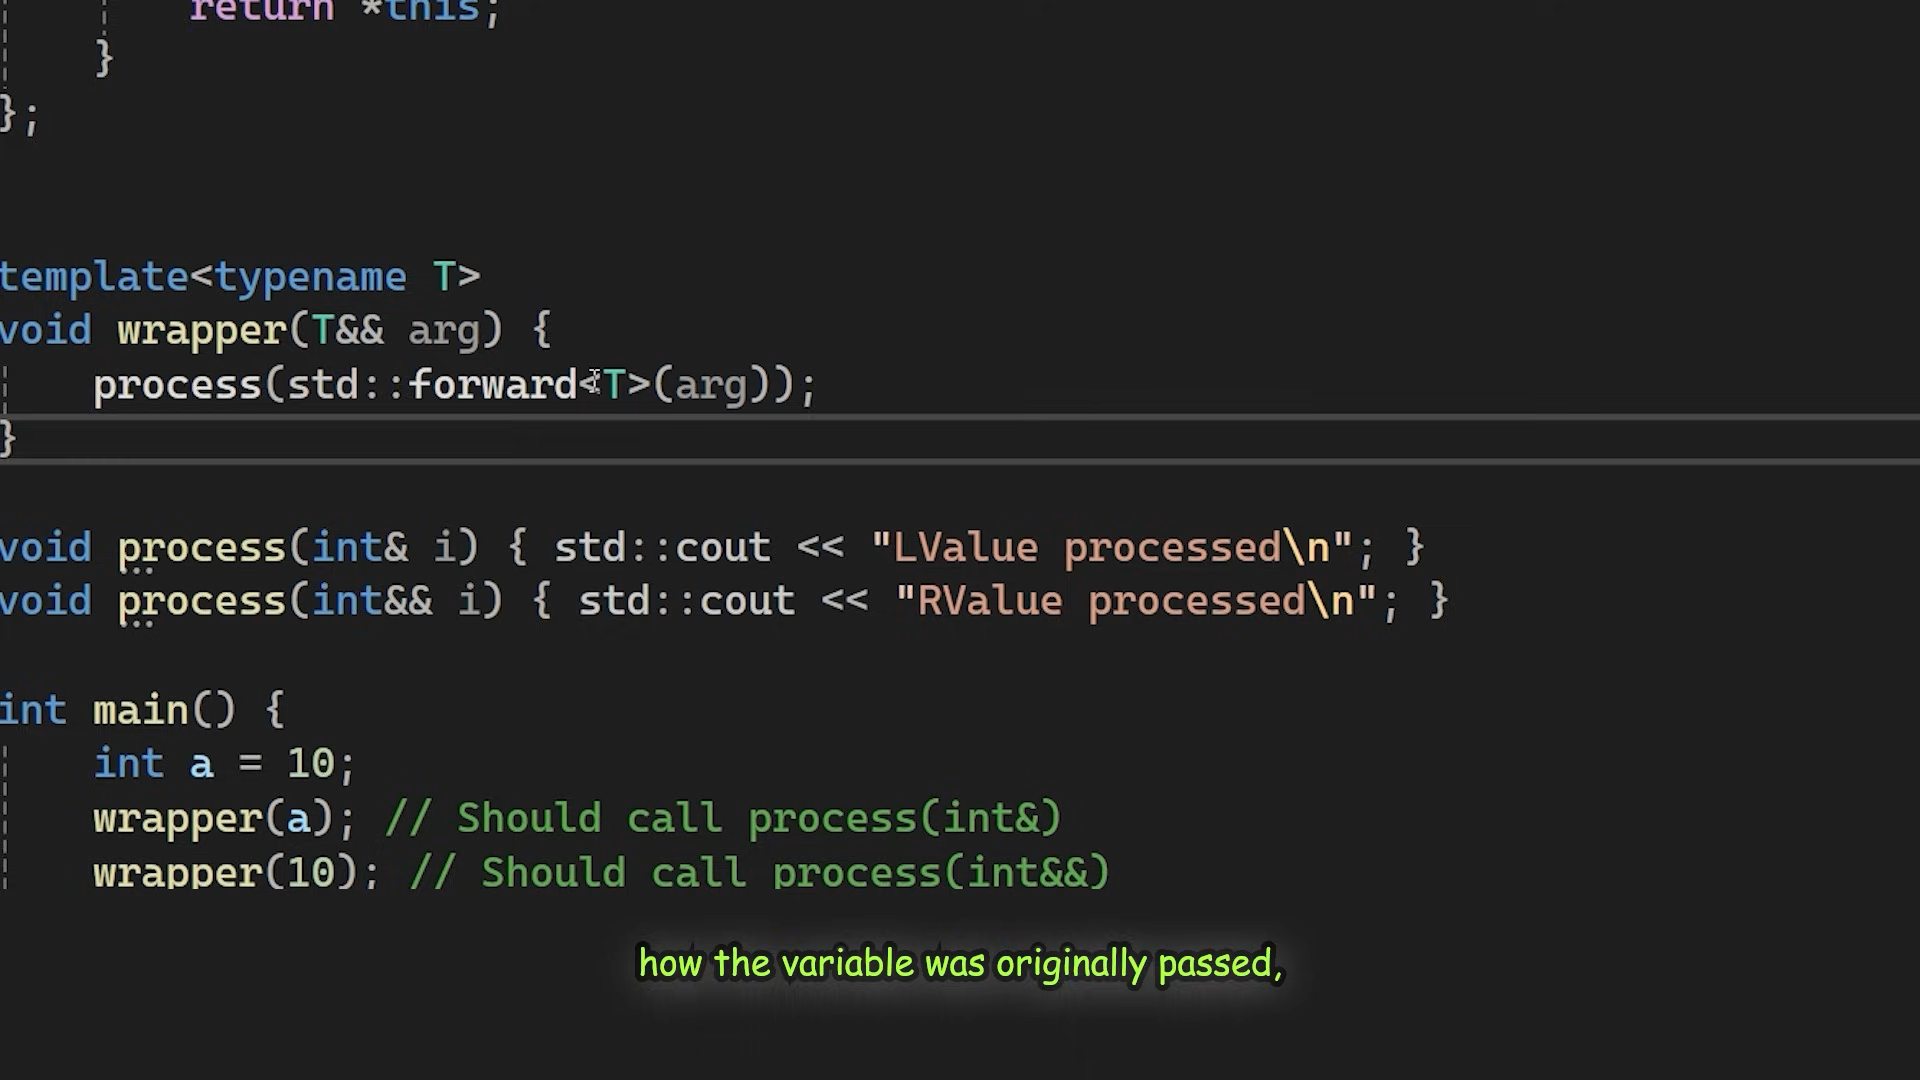 return *this;
}
};
template<typename T>
void wrapper(T&& arg) {
process(std::forward<T>(arg));
}
void process(int& i) { std::cout << "LValue processed\n"; }
void process(int&& i) { std::cout << "RValue processed\n"; }
int main() {
int a = 10;
wrapper(a); // Should call process(int&)
wrapper(10); // Should call process(int&&)
how the variable was originally passed,